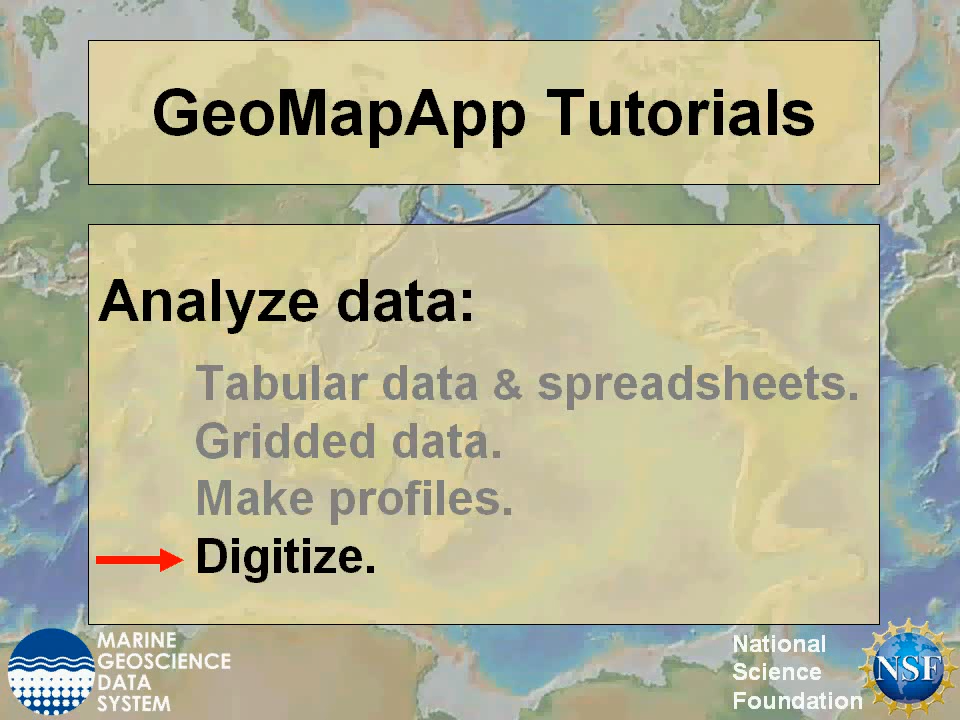 GeoMapApp Tutorials
Analyze data:
Tabular data & spreadsheets.
Gridded data.
Make profiles.
Digitize.
MARINE
GEOSCIENCE
DATA
SYSTEM
National
Science
Foundation
NSF